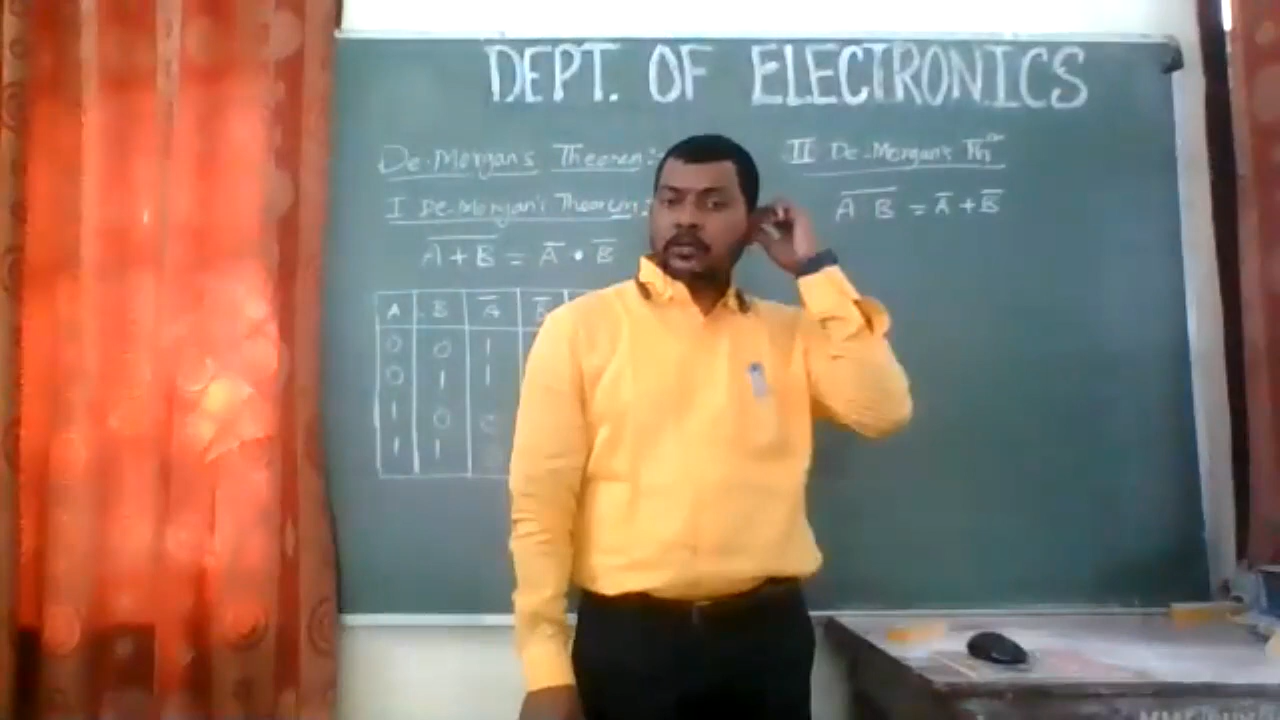 DEPT. OF ELECTRONICS
De-Morgan's Theorem:-
I De-Morgan's Theorem:-
A̅+̅B̅ = A̅ • B̅
A B A̅ B̅
0 0 1
0 1 1
1 0 0
1 1
II De-Morgan's Th^m
A̅ ̅B̅ = A̅ + B̅